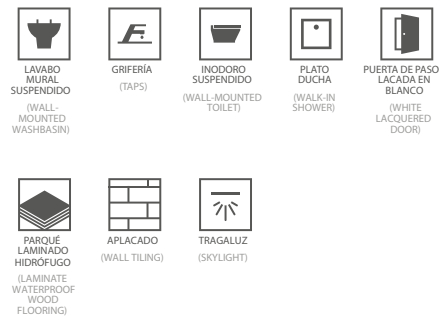 LAVABO
MURAL
SUSPENDIDO
(WALL-
MOUNTED
WASHBASIN)
GRIFERÍA
(TAPS)
INODORO
SUSPENDIDO
(WALL-MOUNTED
TOILET)
PLATO
DUCHA
(WALK-IN
SHOWER)
PUERTA DE PASO
LACADA EN
BLANCO
(WHITE
LACQUERED
DOOR)
PARQUÉ
LAMINADO
HIDRÓFUGO
(LAMINATE
WATERPROOF
WOOD
FLOORING)
APLACADO
(WALL TILING)
TRAGALUZ
(SKYLIGHT)